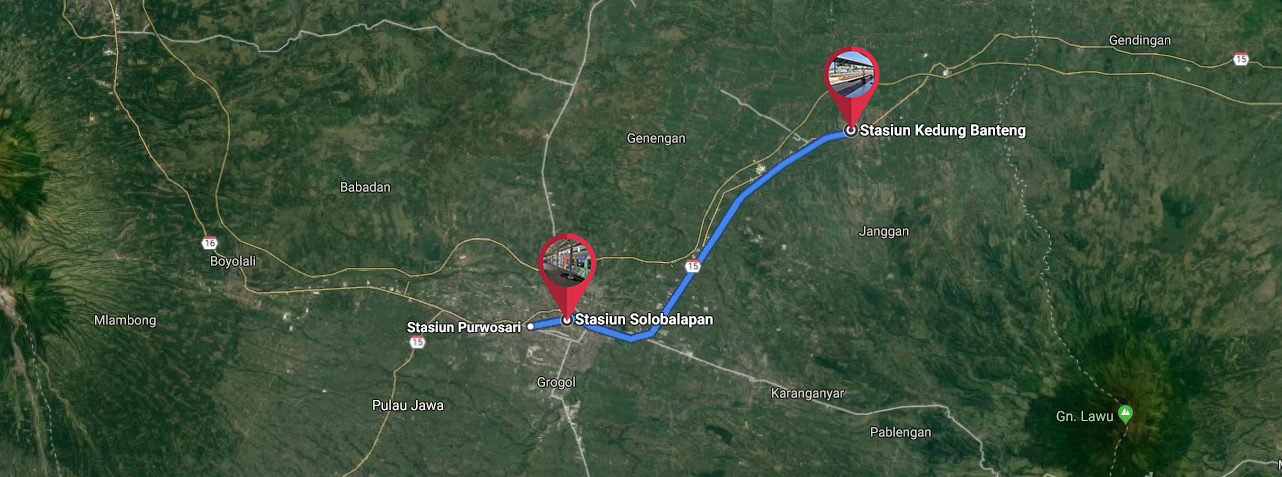 Gendingan
15
Stasiun Kedung Banteng
Genengan
Babadan
Janggan
16
Boyolali
15
Mlambong
Stasiun Solobalapan
Stasiun Purwosari
15
Grogol
Karanganyar
Pulau Jawa
Gn. Lawu
Pablengan